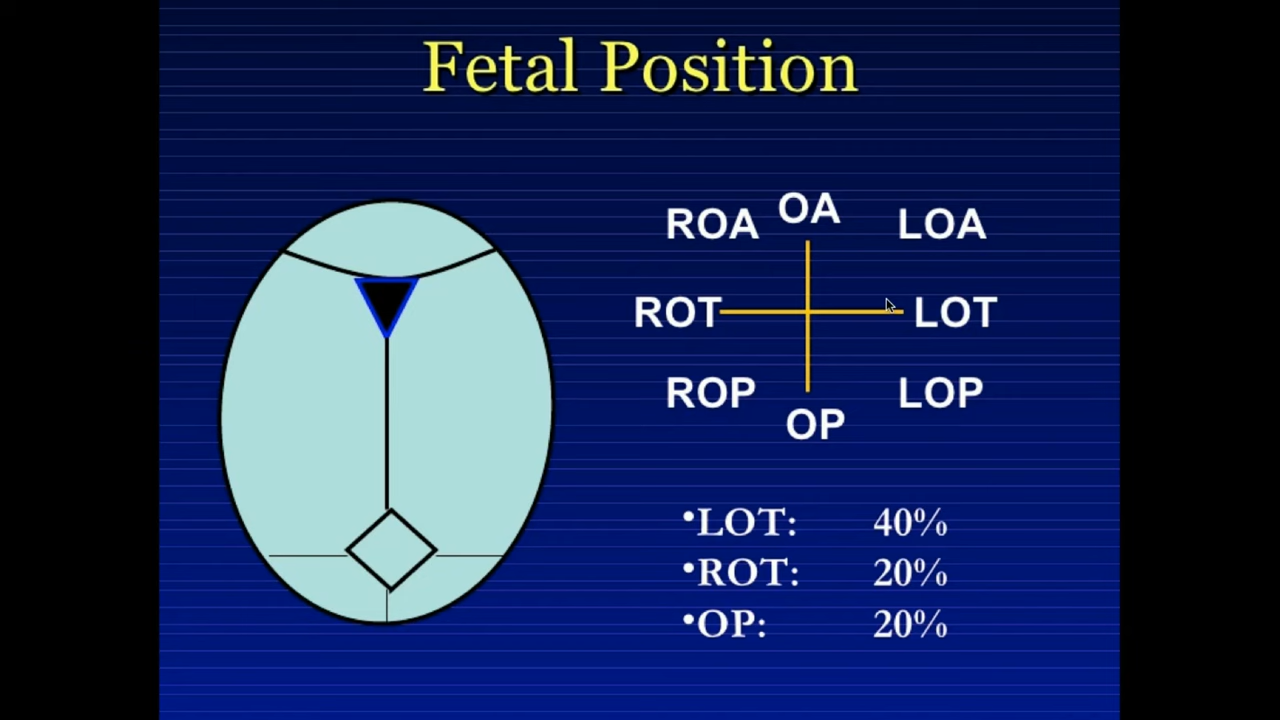 Fetal Position
ROA OA LOA
ROT LOT
ROP LOP
OP
•LOT: 40%
•ROT: 20%
•OP: 20%